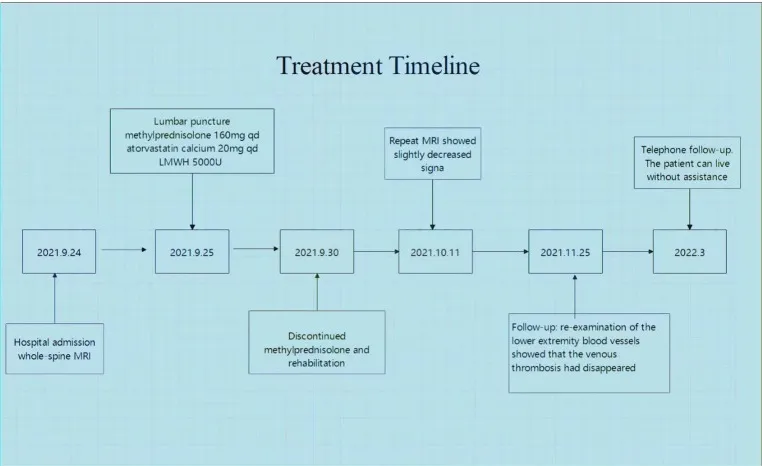 Treatment Timeline
Lumbar puncture
methylprednisolone 160mg qd
atorvastatin calcium 20mg qd
LMWH 5000U
Repeat MRI showed
slightly decreased
signa
Telephone follow-up.
The patient can live
without assistance
2021.9.24
2021.9.25
2021.9.30
2021.10.11
2021.11.25
2022.3
Hospital admission
whole-spine MRI
Discontinued
methylprednisolone and
rehabilitation
Follow-up: re-examination of the
lower extremity blood vessels
showed that the venous
thrombosis had disappeared